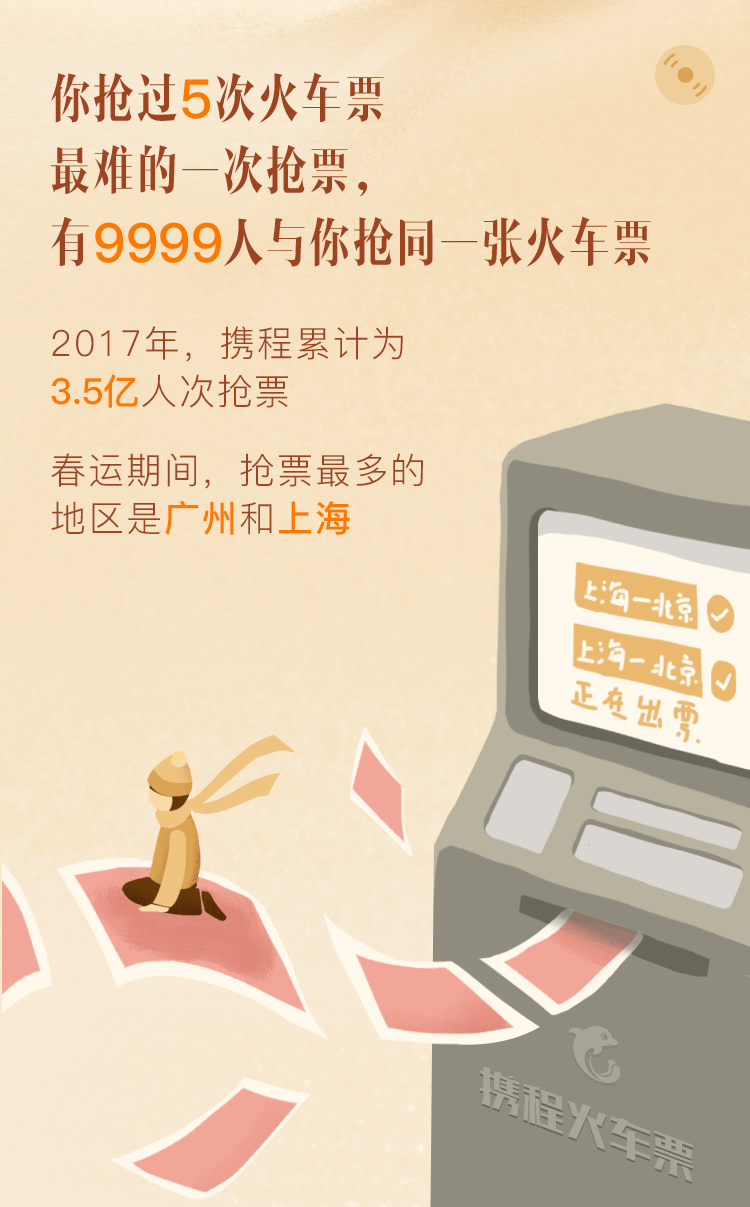 你抢过5次火车票
最难的一次抢票，
有9999人与你抢同一张火车票
2017年，携程累计为
3.5亿人次抢票
春运期间，抢票最多的
地区是广州和上海
上海一北京
上海一北京
正在出票
携程火车票